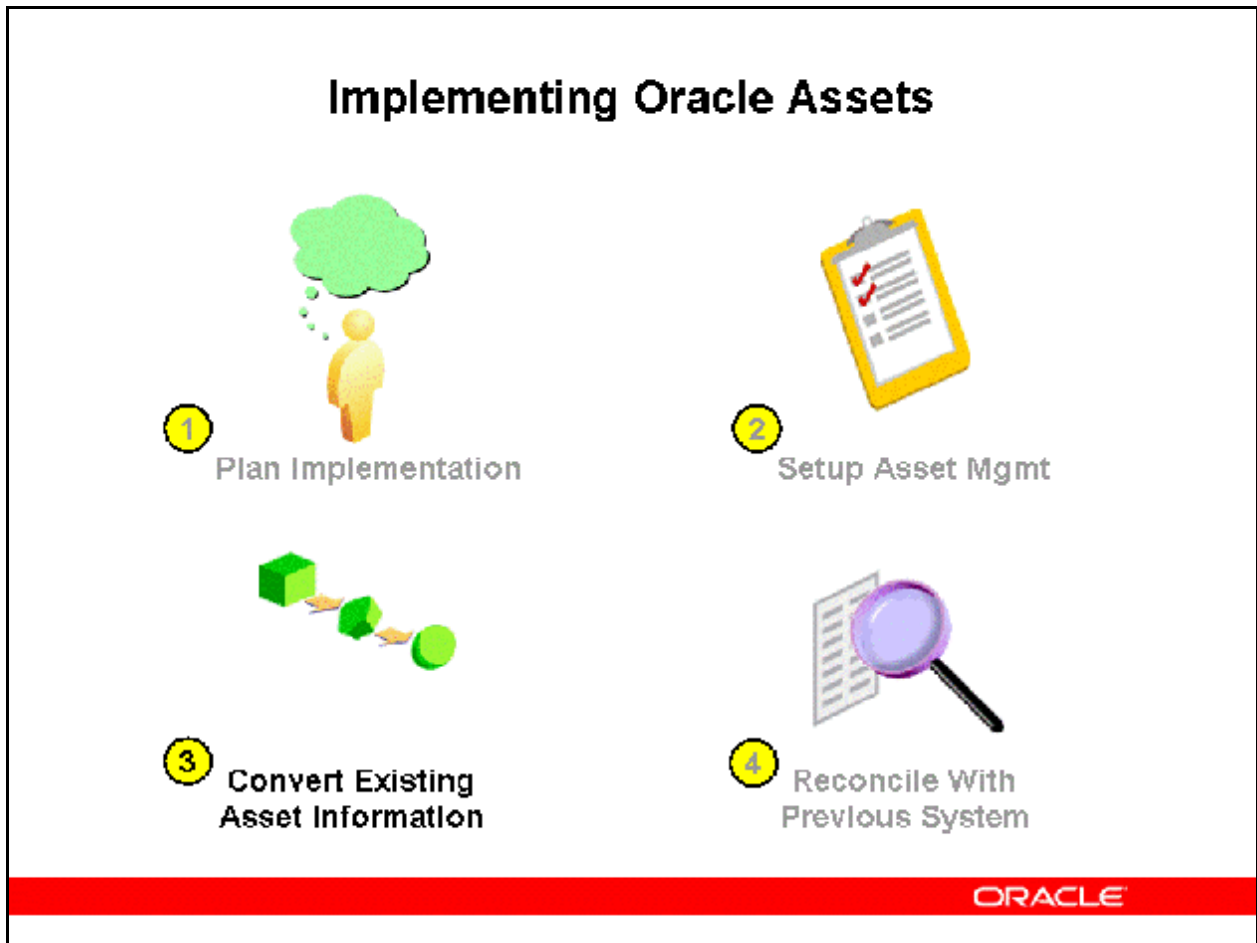 Implementing Oracle Assets
1
Plan Implementation
2
Setup Asset Mgmt
3
Convert Existing
Asset Information
4
Reconcile With
Previous System
ORACLE